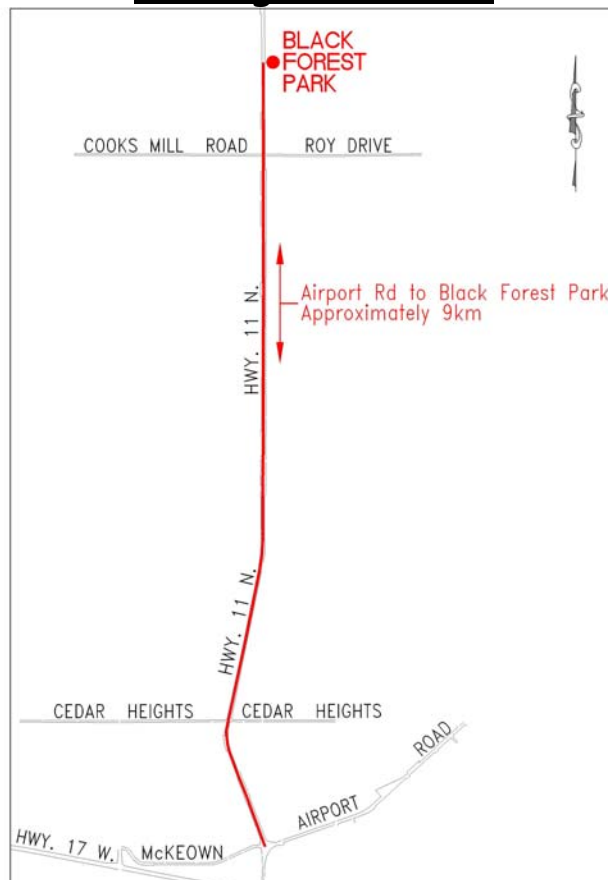 BLACK
FOREST
PARK
COOKS MILL ROAD
ROY DRIVE
HWY. 11 N.
Airport Rd to Black Forest Park
Approximately 9km
HWY. 11 N.
CEDAR HEIGHTS
CEDAR HEIGHTS
AIRPORT ROAD
HWY. 17 W.
McKEOWN